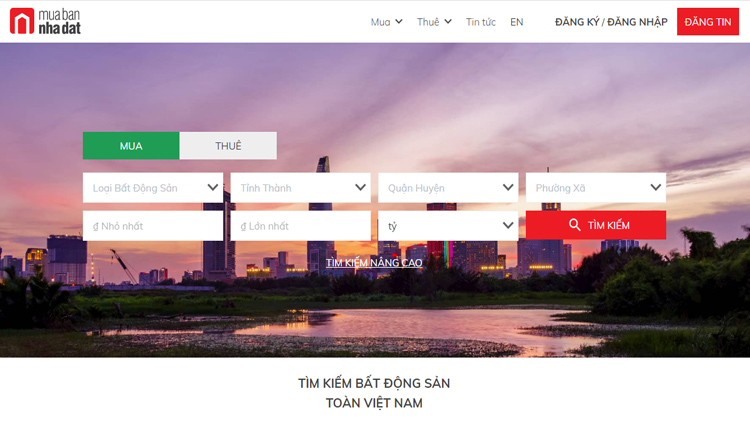 mua ban
nha dat
Mua
Thuê
Tin tức
EN
ĐĂNG KÝ / ĐĂNG NHẬP
ĐĂNG TIN
MUA
THUÊ
Loại Bất Động Sản
Tỉnh Thành
Quận Huyện
Phường Xã
₫ Nhỏ nhất
₫ Lớn nhất
tỷ
TÌM KIẾM
TÌM KIẾM NÂNG CAO
TÌM KIẾM BẤT ĐỘNG SẢN
TOÀN VIỆT NAM